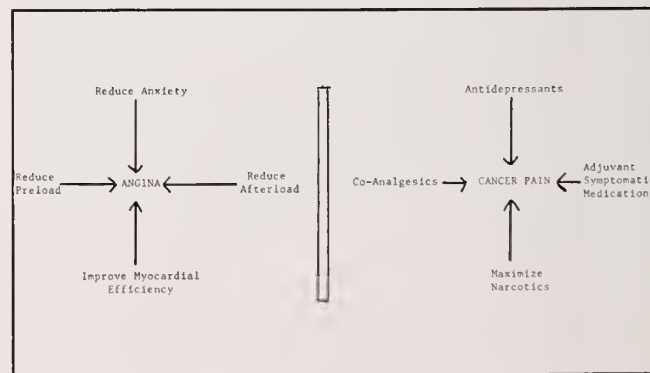 Reduce Anxiety
Reduce
Preload
ANGINA
Reduce
Afterload
Improve Myocardial
Efficiency
Antidepressants
Co-Analgesics
CANCER PAIN
Adjuvant
Symptomati
Medication
Maximize
Narcotics